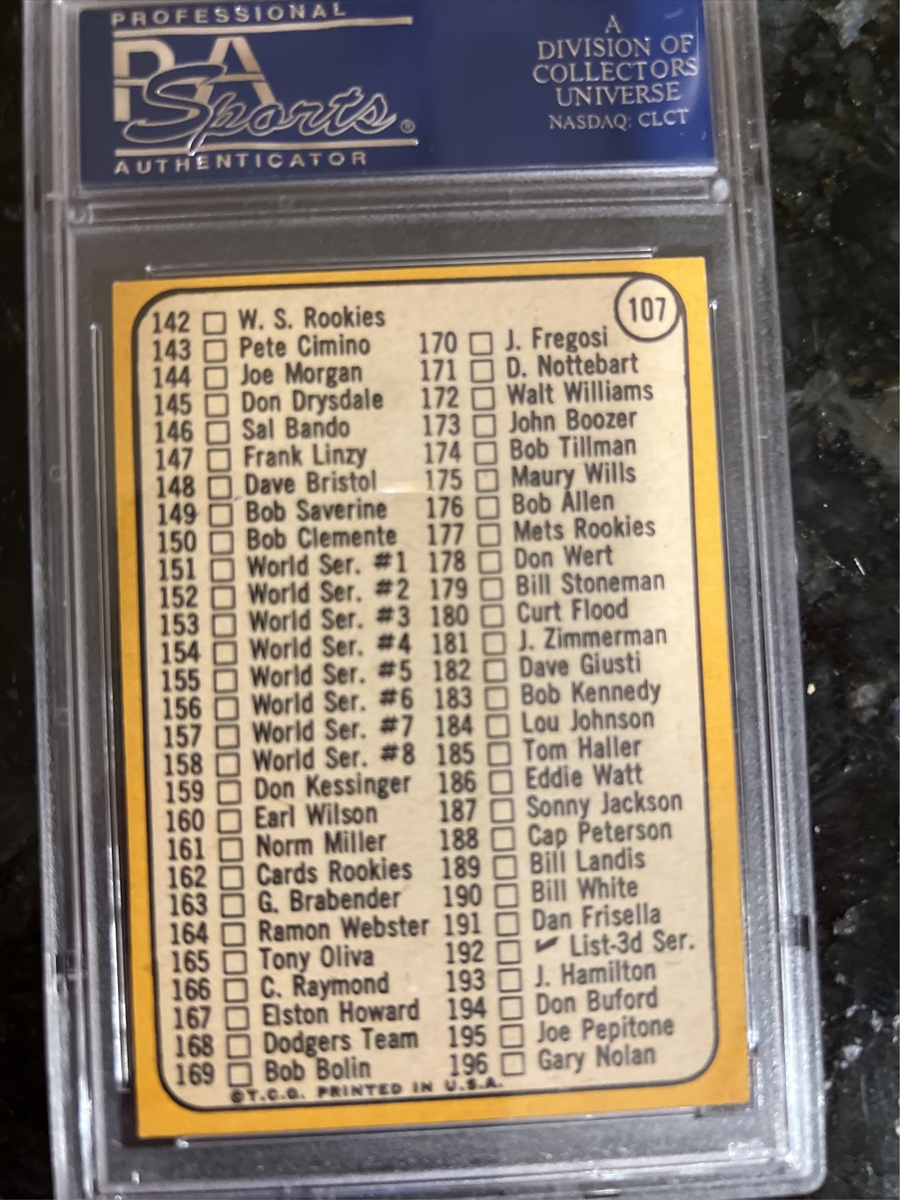 PROFESSIONAL
PSA
Sports®
AUTHENTICATOR
A
DIVISION OF
COLLECTORS
UNIVERSE
NASDAQ: CLCT
107
142 □ W. S. Rookies
143 □ Pete Cimino
144 □ Joe Morgan
145 □ Don Drysdale
146 □ Sal Bando
147 □ Frank Linzy
148 □ Dave Bristol
149 □ Bob Saverine
150 □ Bob Clemente
151 □ World Ser. #1
152 □ World Ser. #2
153 □ World Ser. #3
154 □ World Ser. #4
155 □ World Ser. #5
156 □ World Ser. #6
157 □ World Ser. #7
158 □ World Ser. #8
159 □ Don Kessinger
160 □ Earl Wilson
161 □ Norm Miller
162 □ Cards Rookies
163 □ G. Brabender
164 □ Ramon Webster
165 □ Tony Oliva
166 □ C. Raymond
167 □ Elston Howard
168 □ Dodgers Team
169 □ Bob Bolin
170 □ J. Fregosi
171 □ D. Nottebart
172 □ Walt Williams
173 □ John Boozer
174 □ Bob Tillman
175 □ Maury Wills
176 □ Bob Allen
177 □ Mets Rookies
178 □ Don Wert
179 □ Bill Stoneman
180 □ Curt Flood
181 □ J. Zimmerman
182 □ Dave Giusti
183 □ Bob Kennedy
184 □ Lou Johnson
185 □ Tom Haller
186 □ Eddie Watt
187 □ Sonny Jackson
188 □ Cap Peterson
189 □ Bill Landis
190 □ Bill White
191 □ Dan Frisella
192 □ ✔ List-3d Ser.
193 □ J. Hamilton
194 □ Don Buford
195 □ Joe Pepitone
196 □ Gary Nolan
©T.C.G. PRINTED IN U.S.A.